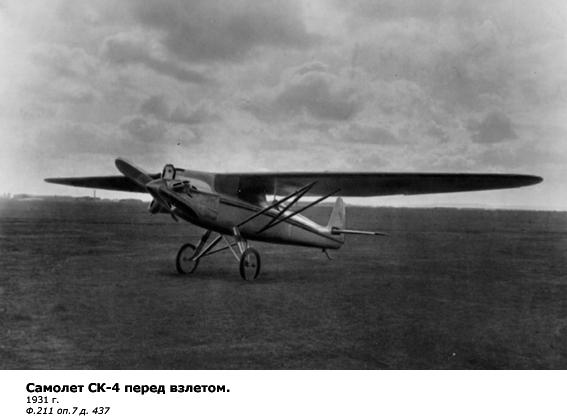 Самолет СК-4 перед взлетом.
1931 г.
Ф.211 оп.7 д. 437